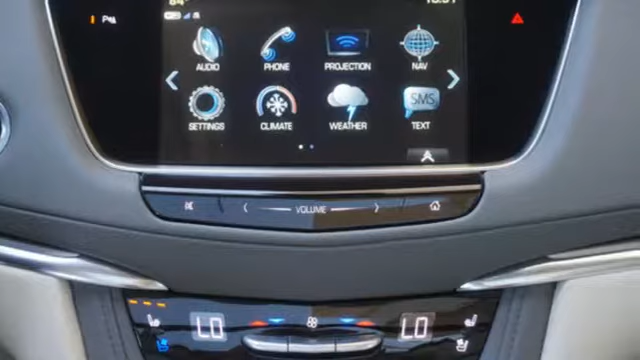 AUDIO PHONE PROJECTION NAV
SETTINGS CLIMATE WEATHER SMS TEXT
VOLUME
LO LO